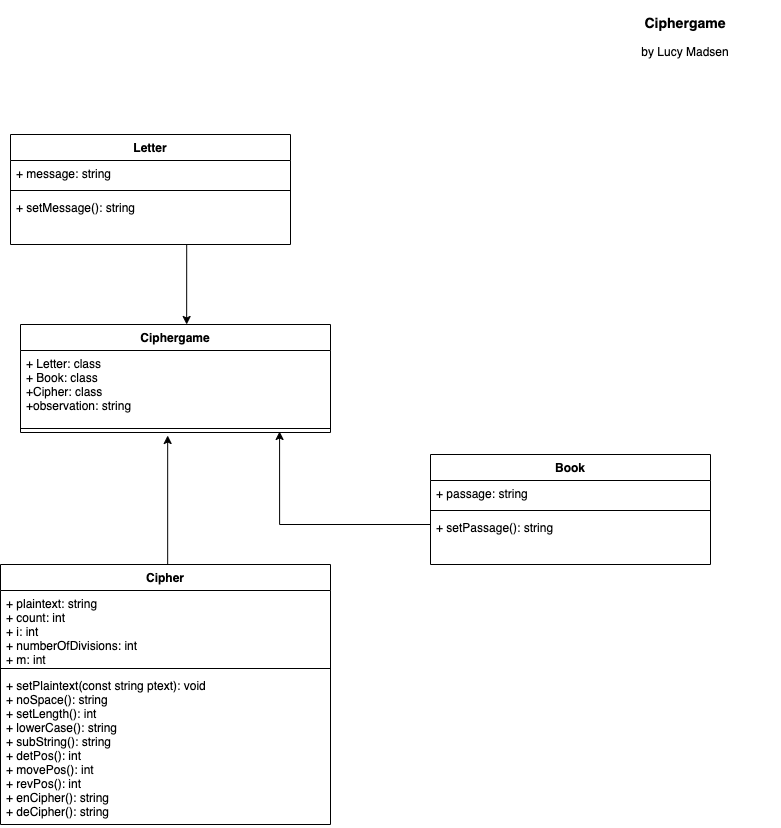 Ciphergame
by Lucy Madsen
Letter
+ message: string
+ setMessage(): string
Ciphergame
+ Letter: class
+ Book: class
+Cipher: class
+observation: string
Book
+ passage: string
+ setPassage(): string
Cipher
+ plaintext: string
+ count: int
+ i: int
+ numberOfDivisions: int
+ m: int
+ setPlaintext(const string ptext): void
+ noSpace(): string
+ setLength(): int
+ lowerCase(): string
+ subString(): string
+ detPos(): int
+ movePos(): int
+ revPos(): int
+ enCipher(): string
+ deCipher(): string